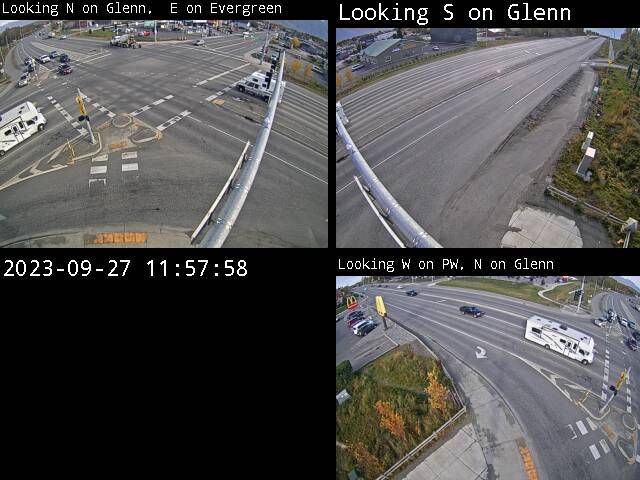 Looking N on Glenn,  E on Evergreen
Looking S on Glenn
2023-09-27 11:57:58
Looking W on PW, N on Glenn